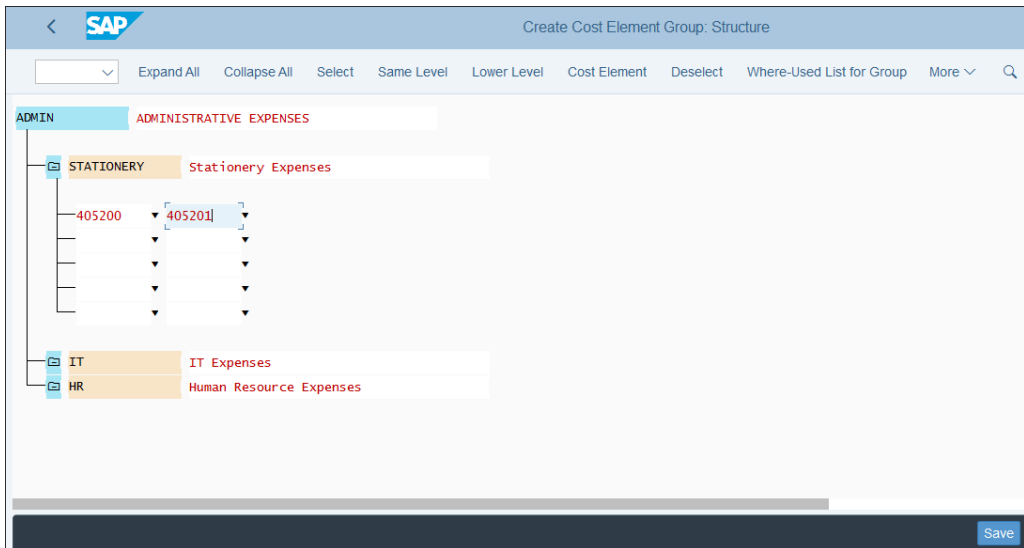 SAP Create Cost Element Group: Structure
Expand All Collapse All Select Same Level Lower Level Cost Element Deselect Where-Used List for Group More
ADMIN ADMINISTRATIVE EXPENSES
STATIONERY Stationery Expenses
405200 405201
IT IT Expenses
HR Human Resource Expenses
Save